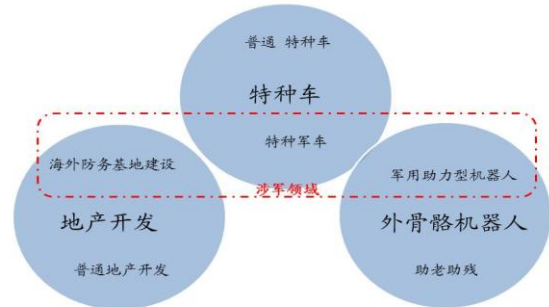 普通 特种车
特种车
特种军车
海外防务基地建设
军用助力型机器人
涉军领域
地产开发
外骨骼机器人
普通地产开发
助老助残